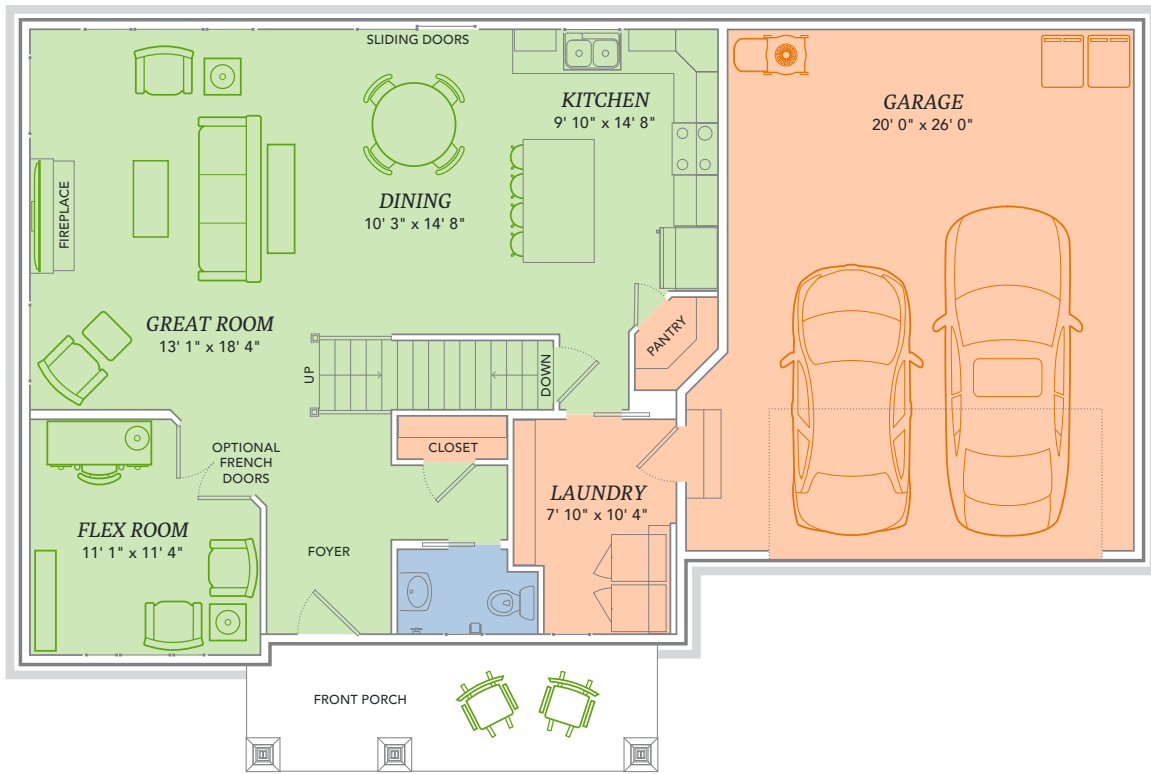 SLIDING DOORS
KITCHEN
9' 10" x 14' 8"
GARAGE
20' 0" x 26' 0"
DINING
10' 3" x 14' 8"
FIREPLACE
GREAT ROOM
13' 1" x 18' 4"
PANTRY
UP
DOWN
OPTIONAL
FRENCH
DOORS
CLOSET
LAUNDRY
7' 10" x 10' 4"
FLEX ROOM
11' 1" x 11' 4"
FOYER
FRONT PORCH